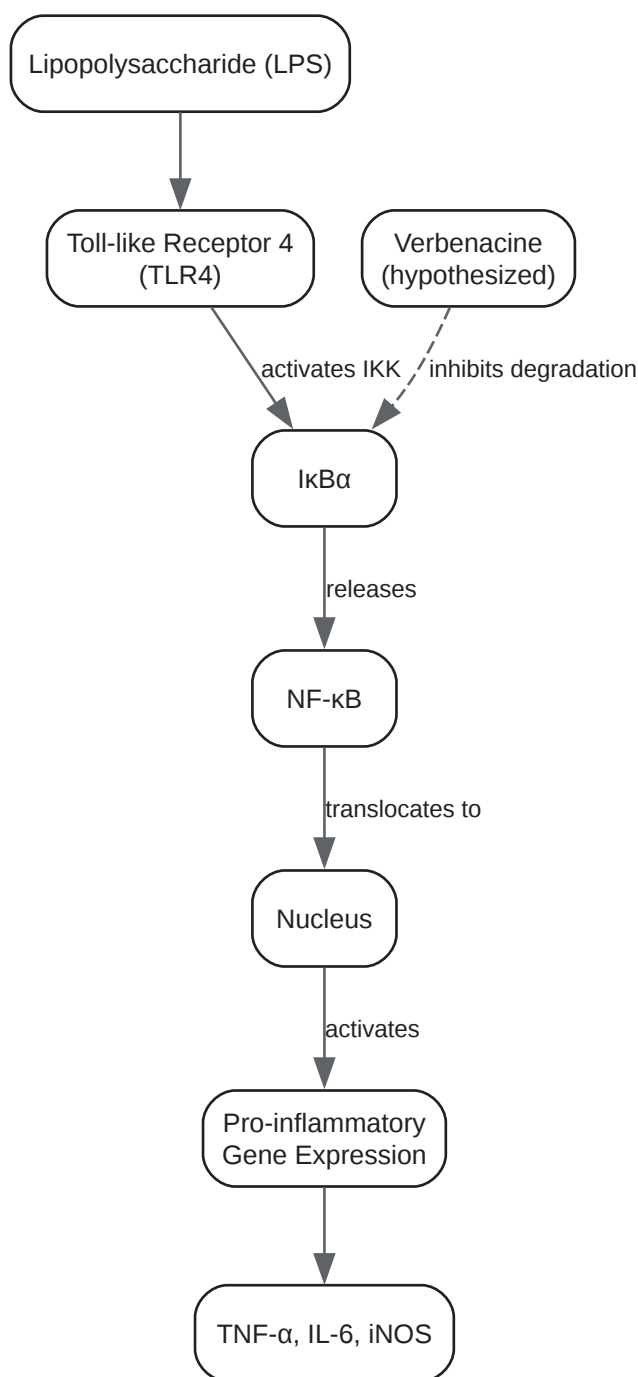 Lipopolysaccharide (LPS)
Toll-like Receptor 4
(TLR4)
Verbenacine
(hypothesized)
activates IKK
inhibits degradation
IκBα
releases
NF-κB
translocates to
Nucleus
activates
Pro-inflammatory
Gene Expression
TNF-α, IL-6, iNOS